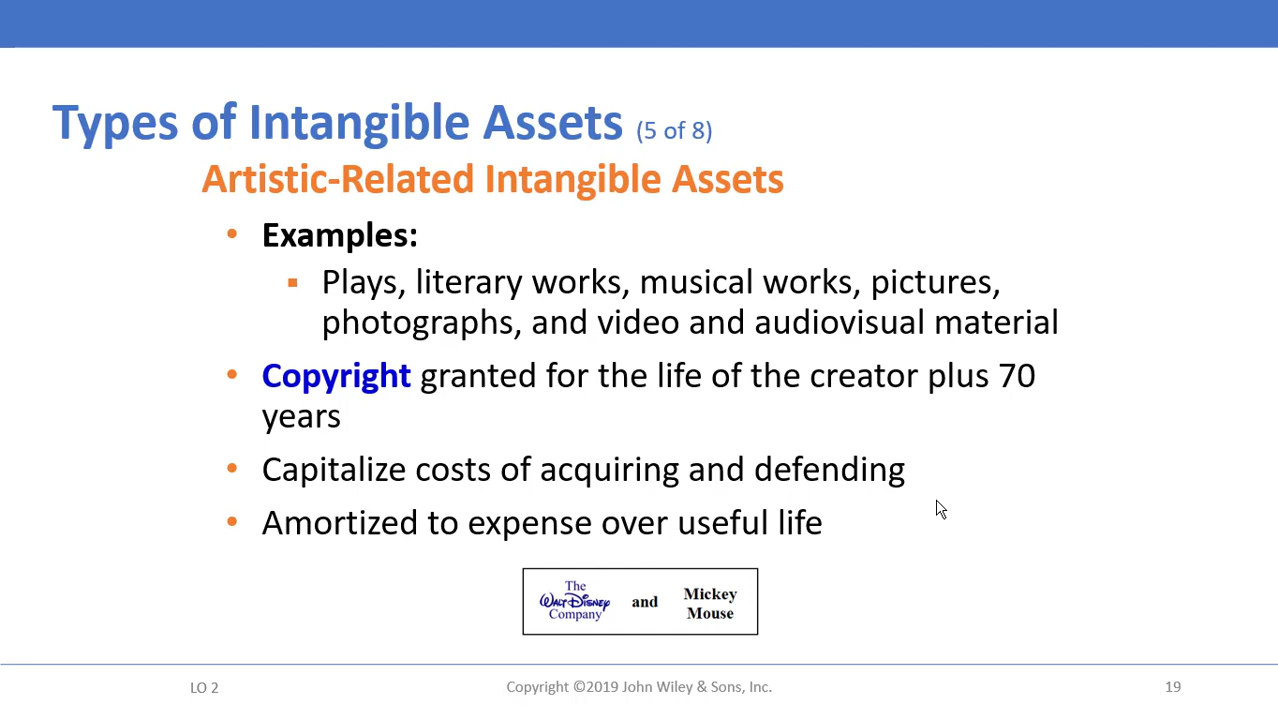 Types of Intangible Assets (5 of 8)
Artistic-Related Intangible Assets
• Examples:
▪ Plays, literary works, musical works, pictures,
photographs, and video and audiovisual material
• Copyright granted for the life of the creator plus 70
years
• Capitalize costs of acquiring and defending
• Amortized to expense over useful life
The
WALT DISNEY
Company
and
Mickey
Mouse
LO 2
Copyright ©2019 John Wiley & Sons, Inc.
19